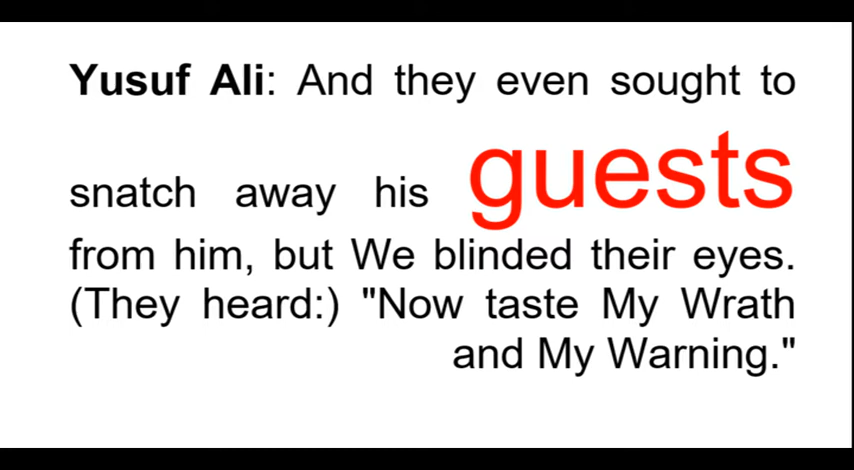 Yusuf Ali: And they even sought to
snatch away his guests
from him, but We blinded their eyes.
(They heard:) "Now taste My Wrath
and My Warning."